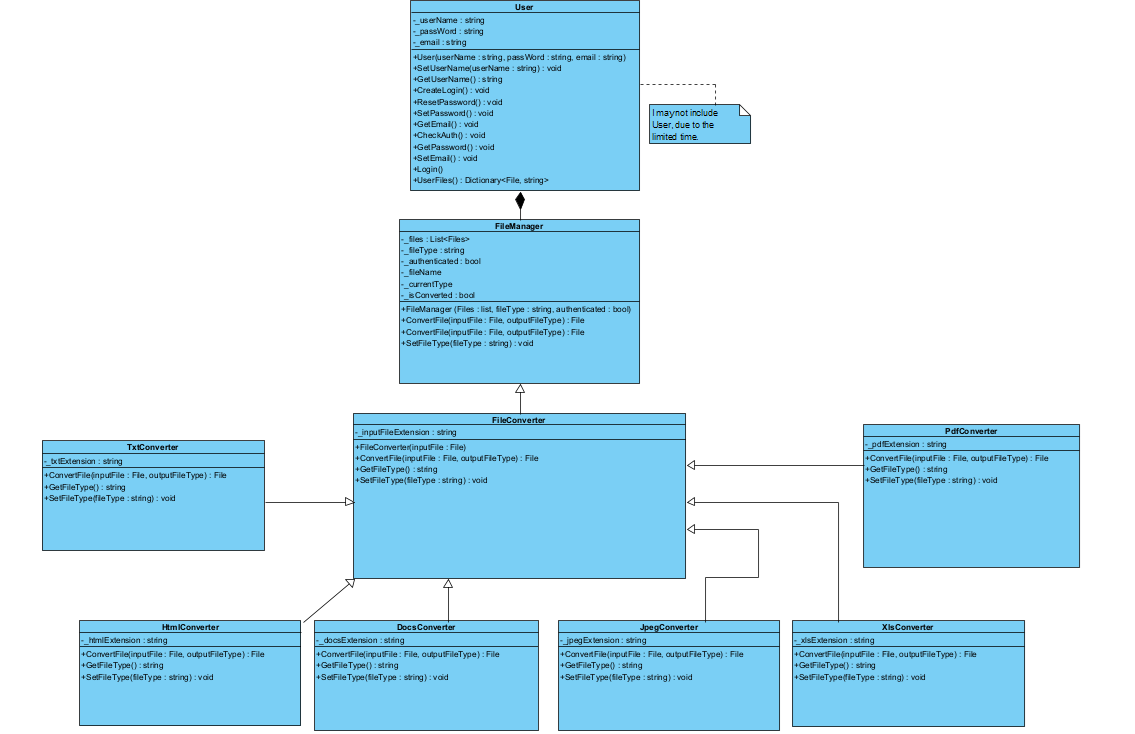 User
-_userName : string
-_passWord : string
-_email : string
+User(userName : string, passWord : string, email : string)
+SetUserName(userName : string) : void
+GetUserName() : string
+CreateLogin() : void
+ResetPassword() : void
+SetPassword() : void
+GetEmail() : void
+CheckAuth() : void
+GetPassword() : void
+SetEmail() : void
+Login()
+UserFiles() : Dictionary<File, string>
I may not include
User, due to the
limited time.
FileManager
-_files : List<Files>
-_fileType : string
-_authenticated : bool
-_fileName
-_currentType
-_isConverted : bool
+FileManager (Files : list, fileType : string, authenticated : bool)
+ConvertFile(inputFile : File, outputFileType) : File
+ConvertFile(inputFile : File, outputFileType) : File
+SetFileType(fileType : string) : void
FileConverter
-_inputFileExtension : string
+FileConverter(inputFile : File)
+ConvertFile(inputFile : File, outputFileType) : File
+GetFileType() : string
+SetFileType(fileType : string) : void
TxtConverter
-_txtExtension : string
+ConvertFile(inputFile : File, outputFileType) : File
+GetFileType() : string
+SetFileType(fileType : string) : void
PdfConverter
-_pdfExtension : string
+ConvertFile(inputFile : File, outputFileType) : File
+GetFileType() : string
+SetFileType(fileType : string) : void
HtmlConverter
-_htmlExtension : string
+ConvertFile(inputFile : File, outputFileType) : File
+GetFileType() : string
+SetFileType(fileType : string) : void
DocsConverter
-_docsExtension : string
+ConvertFile(inputFile : File, outputFileType) : File
+GetFileType() : string
+SetFileType(fileType : string) : void
JpegConverter
-_jpegExtension : string
+ConvertFile(inputFile : File, outputFileType) : File
+GetFileType() : string
+SetFileType(fileType : string) : void
XlsConverter
-_xlsExtension : string
+ConvertFile(inputFile : File, outputFileType) : File
+GetFileType() : string
+SetFileType(fileType : string) : void